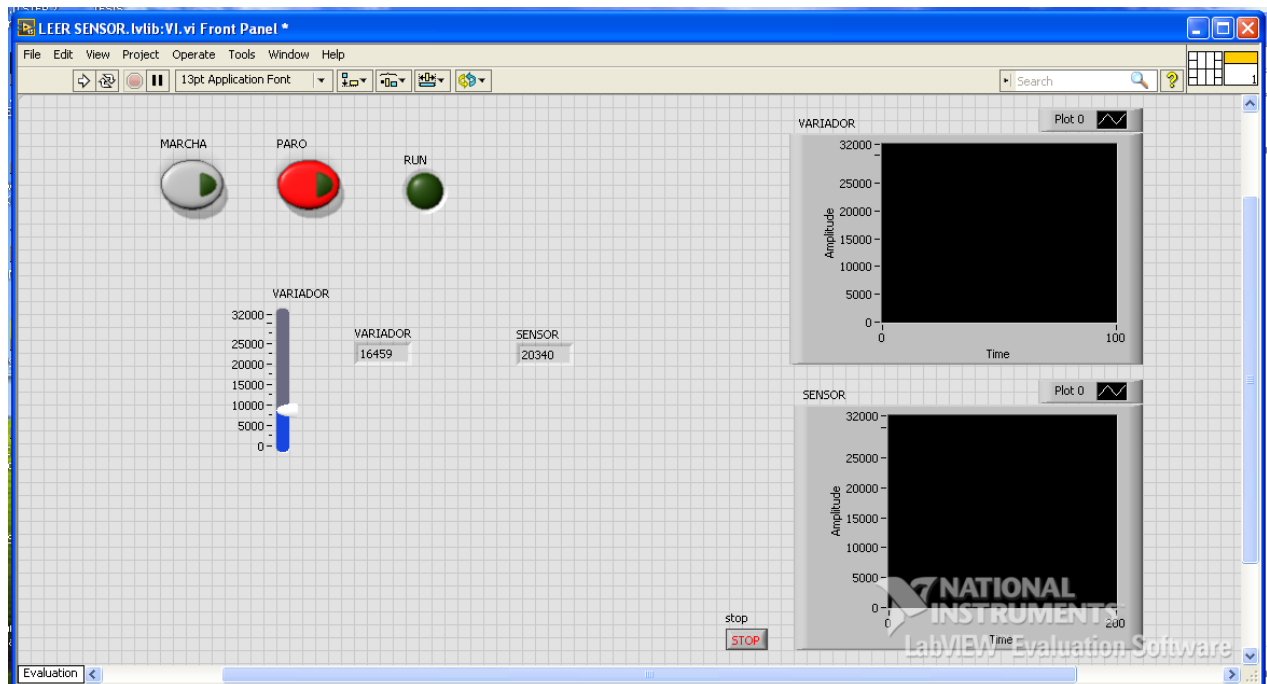 LEER SENSOR.lvlib:VI.vi Front Panel *
File Edit View Project Operate Tools Window Help
13pt Application Font
Search
?
1
MARCHA
PARO
RUN
VARIADOR
32000
25000
20000
15000
10000
5000
0
VARIADOR
16459
SENSOR
20340
VARIADOR
Plot 0
32000
25000
20000
15000
10000
5000
0
Amplitude
0
100
Time
SENSOR
Plot 0
32000
25000
20000
15000
10000
5000
0
Amplitude
0
200
Time
stop
STOP
NATIONAL
INSTRUMENTS
LabVIEW Evaluation Software
Evaluation